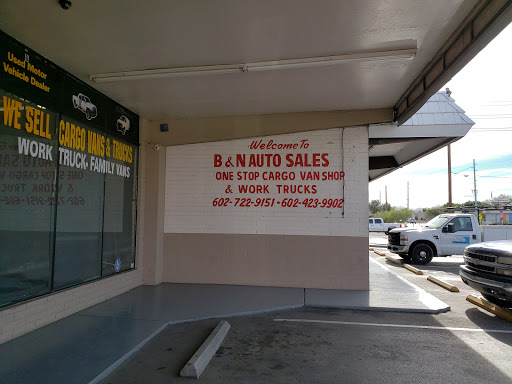 Used Motor
Vehicle Dealer
WE SELL CARGO VANS & TRUCKS
WORK TRUCK • FAMILY VANS
Welcome To
B & N AUTO SALES
ONE STOP CARGO VAN SHOP
& WORK TRUCKS
602-722-9151 • 602-423-9902